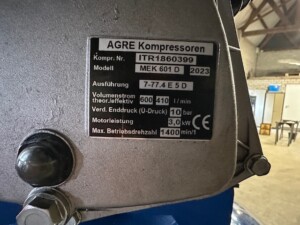 AGRE Kompressoren
Kompr. Nr. ITR1860399
Modell MEK 601 D 2023
Ausführung 7-77.4 E 5 D
Volumenstrom theor./effektiv 600 410 l / min
Verd. Enddruck (Ü-Druck) 10 bar
Motorleistung 3,0 kW
Max. Betriebsdrehzahl 1400 min/1